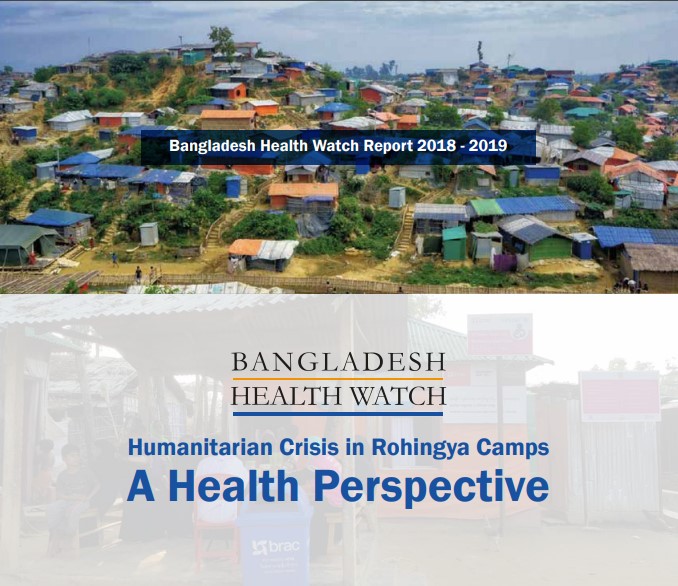 Bangladesh Health Watch Report 2018 - 2019
BANGLADESH
HEALTH WATCH
Humanitarian Crisis in Rohingya Camps
A Health Perspective
brac